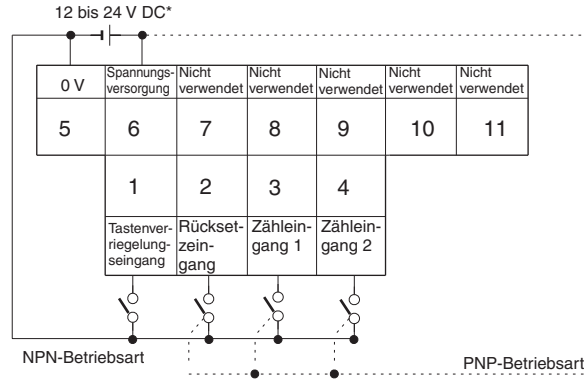 12 bis 24 V DC*
0 V
Spannungs-
versorgung
Nicht
verwendet
Nicht
verwendet
Nicht
verwendet
Nicht
verwendet
Nicht
verwendet
5 6 7 8 9 10 11
1 2 3 4
Tastenver-
riegelung-
seingang
Rückset-
zein-
gang
Zählein-
gang 1
Zählein-
gang 2
NPN-Betriebsart
PNP-Betriebsart